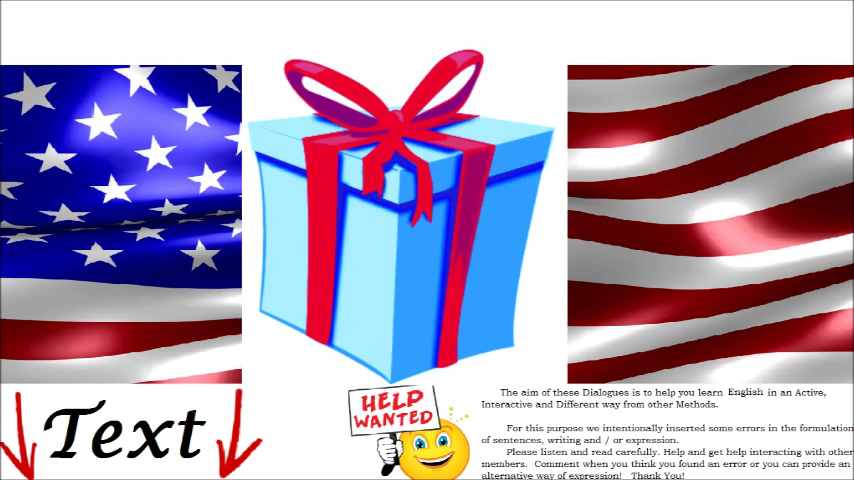 HELP
WANTED
Text
The aim of these Dialogues is to help you learn English in an Active,
Interactive and Different way from other Methods.
For this purpose we intentionally inserted some errors in the formulation
of sentences, writing and / or expression.
Please listen and read carefully. Help and get help interacting with other
members. Comment when you think you found an error or you can provide an
alternative way of expression! Thank You!